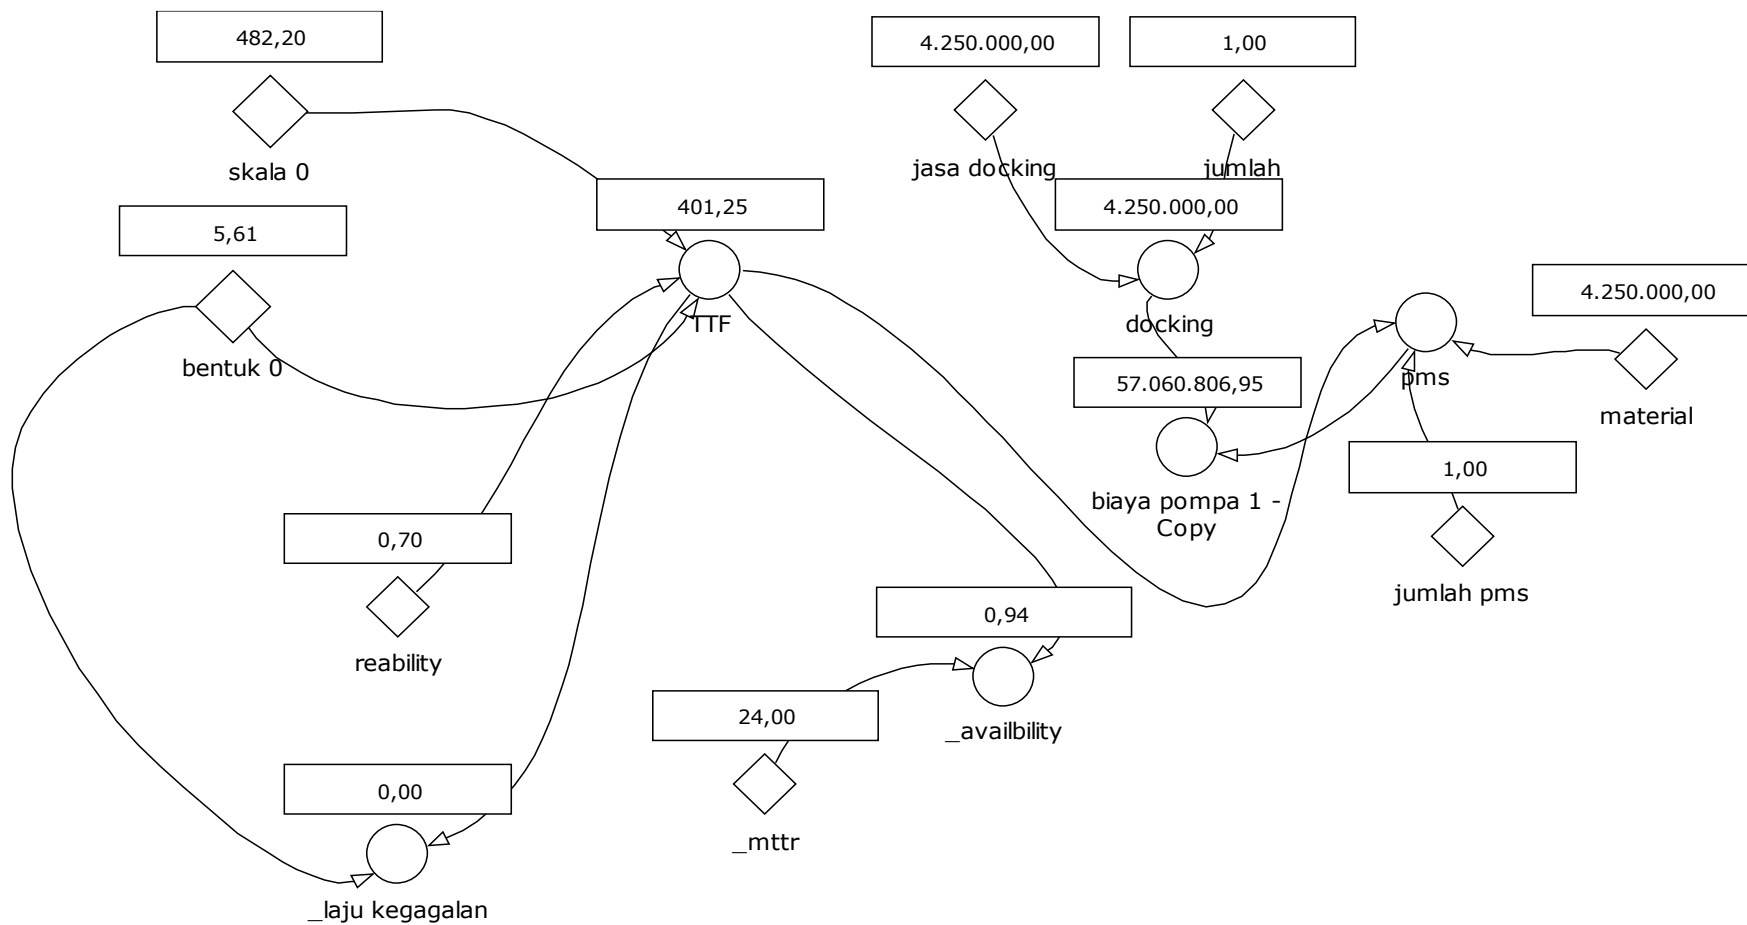 482,20
skala 0
5,61
bentuk 0
401,25
TTF
0,70
reability
0,00
_laju kegagalan
24,00
_mttr
0,94
_availbility
4.250.000,00
jasa docking
1,00
jumlah
4.250.000,00
docking
57.060.806,95
biaya pompa 1 -
Copy
pms
4.250.000,00
material
1,00
jumlah pms